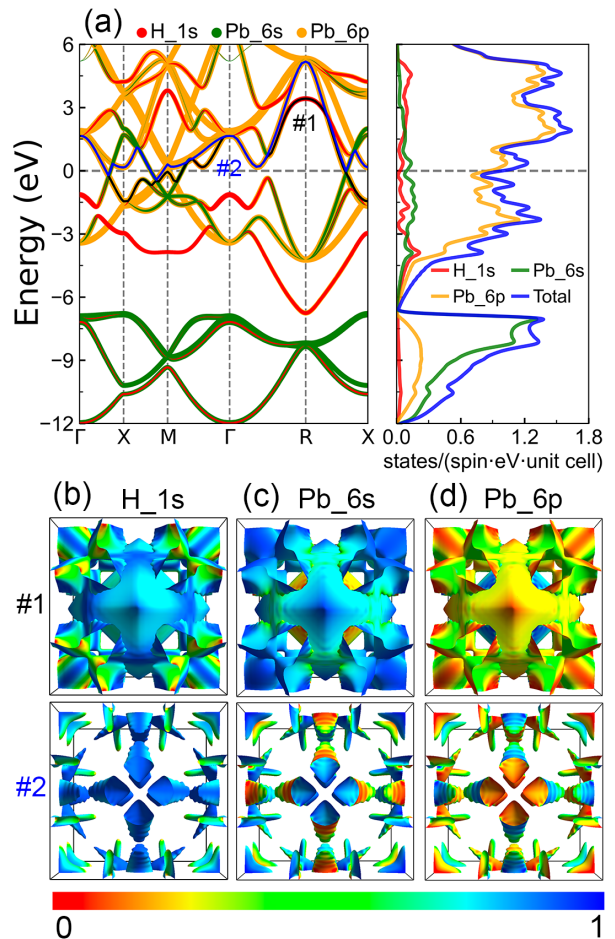 (a)
H_1s Pb_6s Pb_6p
6
3
0
−3
−6
−9
−12
Energy (eV)
#1
#2
Γ X M Γ R X
H_1s Pb_6s
Pb_6p Total
0.0 0.6 1.2 1.8
states/(spin·eV·unit cell)
(b) H_1s (c) Pb_6s (d) Pb_6p
#1
#2
0 1